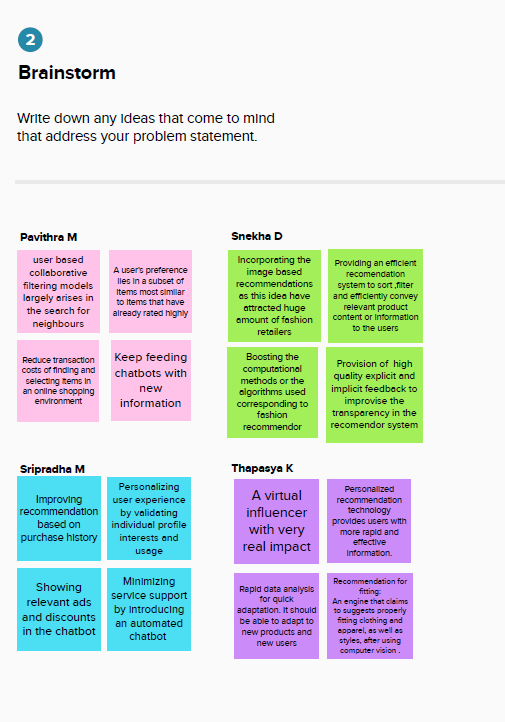 2
Brainstorm
Write down any ideas that come to mind
that address your problem statement.
Pavithra M
user based
collaborative
filtering models
largely arises in
the search for
neighbours
A user's preference
lies in a subset of
items most similar
to items that have
already rated highly
Reduce transaction
costs of finding and
selecting items in
an online shopping
environment
Keep feeding
chatbots with
new
information
Snekha D
Incorporating the
image based
recommendations
as this idea have
attracted huge
amount of fashion
retailers
Providing an efficient
recomendation
system to sort ,filter
and efficiently convey
relevant product
content or information
to the users
Boosting the
computational
methods or the
algorithms used
corresponding to
fashion
recommendor
Provision of high
quality explicit and
implicit feedback to
improvise the
transparency in the
recomendor system
Sripradha M
Improving
recommendation
based on
purchase history
Personalizing
user experience
by validating
individual profile
interests and
usage
Showing
relevant ads
and discounts
in the chatbot
Minimizing
service support
by introducing
an automated
chatbot
Thapasya K
A virtual
influencer
with very
real impact
Personalized
recommendation
technology
provides users with
more rapid and
effective
information.
Rapid data analysis
for quick
adaptation. It should
be able to adapt to
new products and
new users
Recommendation for
fitting:
An engine that claims
to suggests properly
fitting clothing and
apparel, as well as
styles, after using
computer vision .